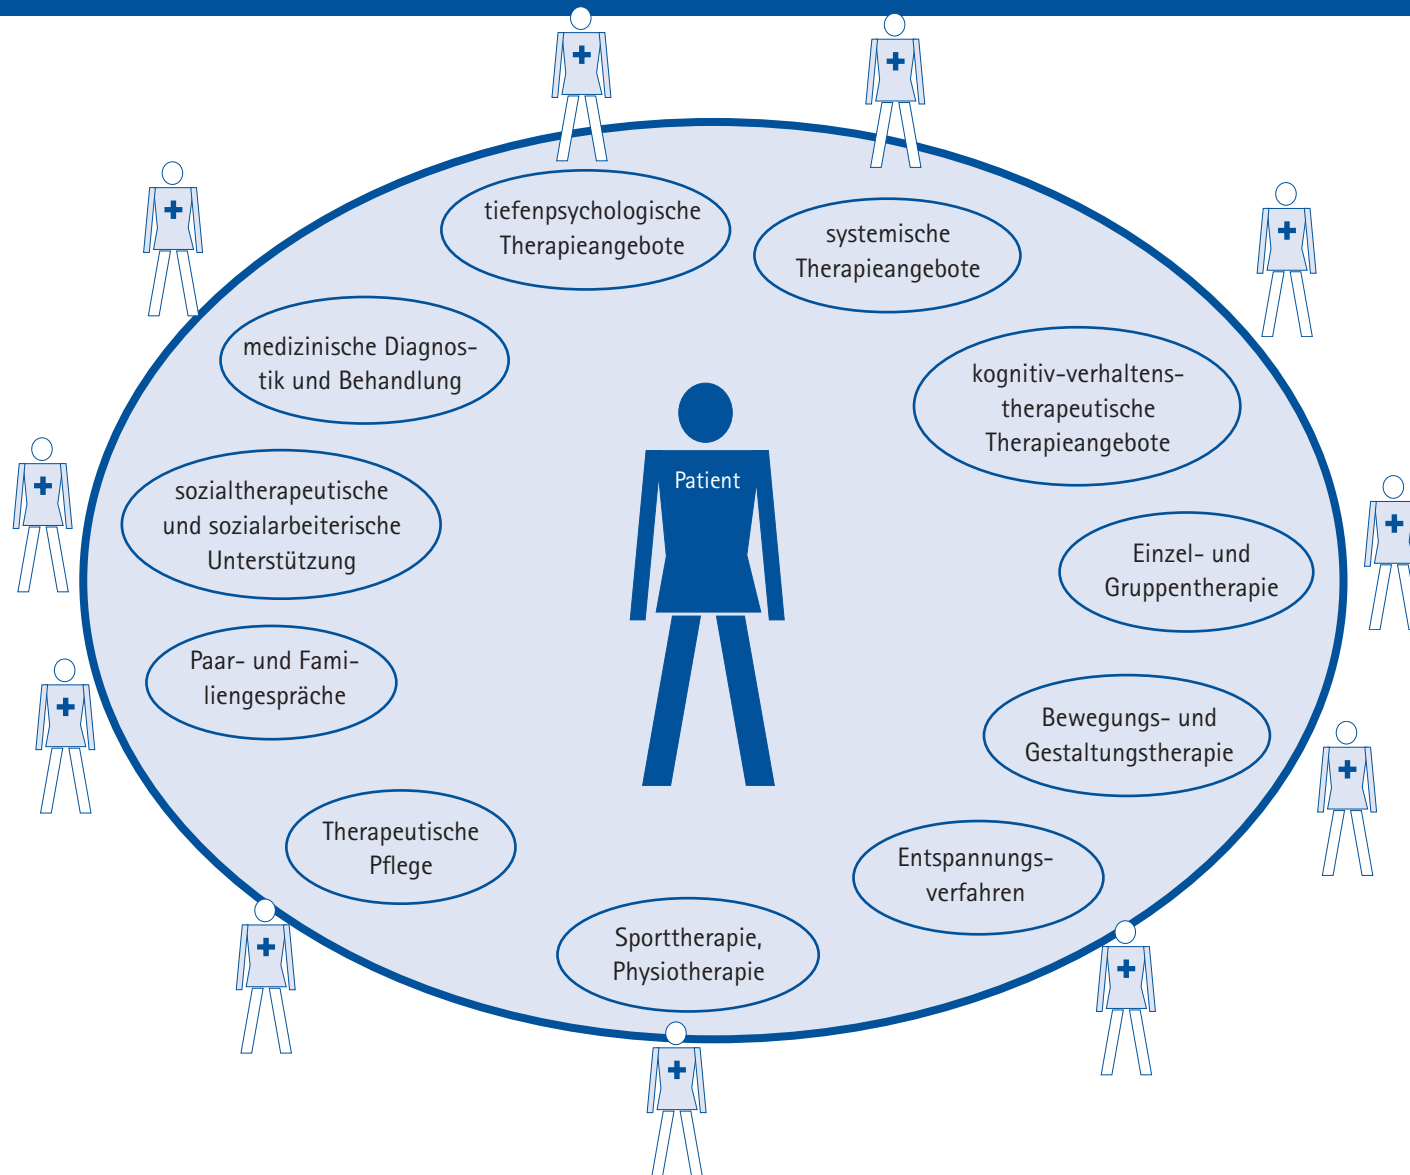 tiefenpsychologische
Therapieangebote
systemische
Therapieangebote
medizinische Diagnos-
tik und Behandlung
kognitiv-verhaltens-
therapeutische
Therapieangebote
Patient
sozialtherapeutische
und sozialarbeiterische
Unterstützung
Einzel- und
Gruppentherapie
Paar- und Fami-
liengespräche
Bewegungs- und
Gestaltungstherapie
Therapeutische
Pflege
Entspannungs-
verfahren
Sporttherapie,
Physiotherapie